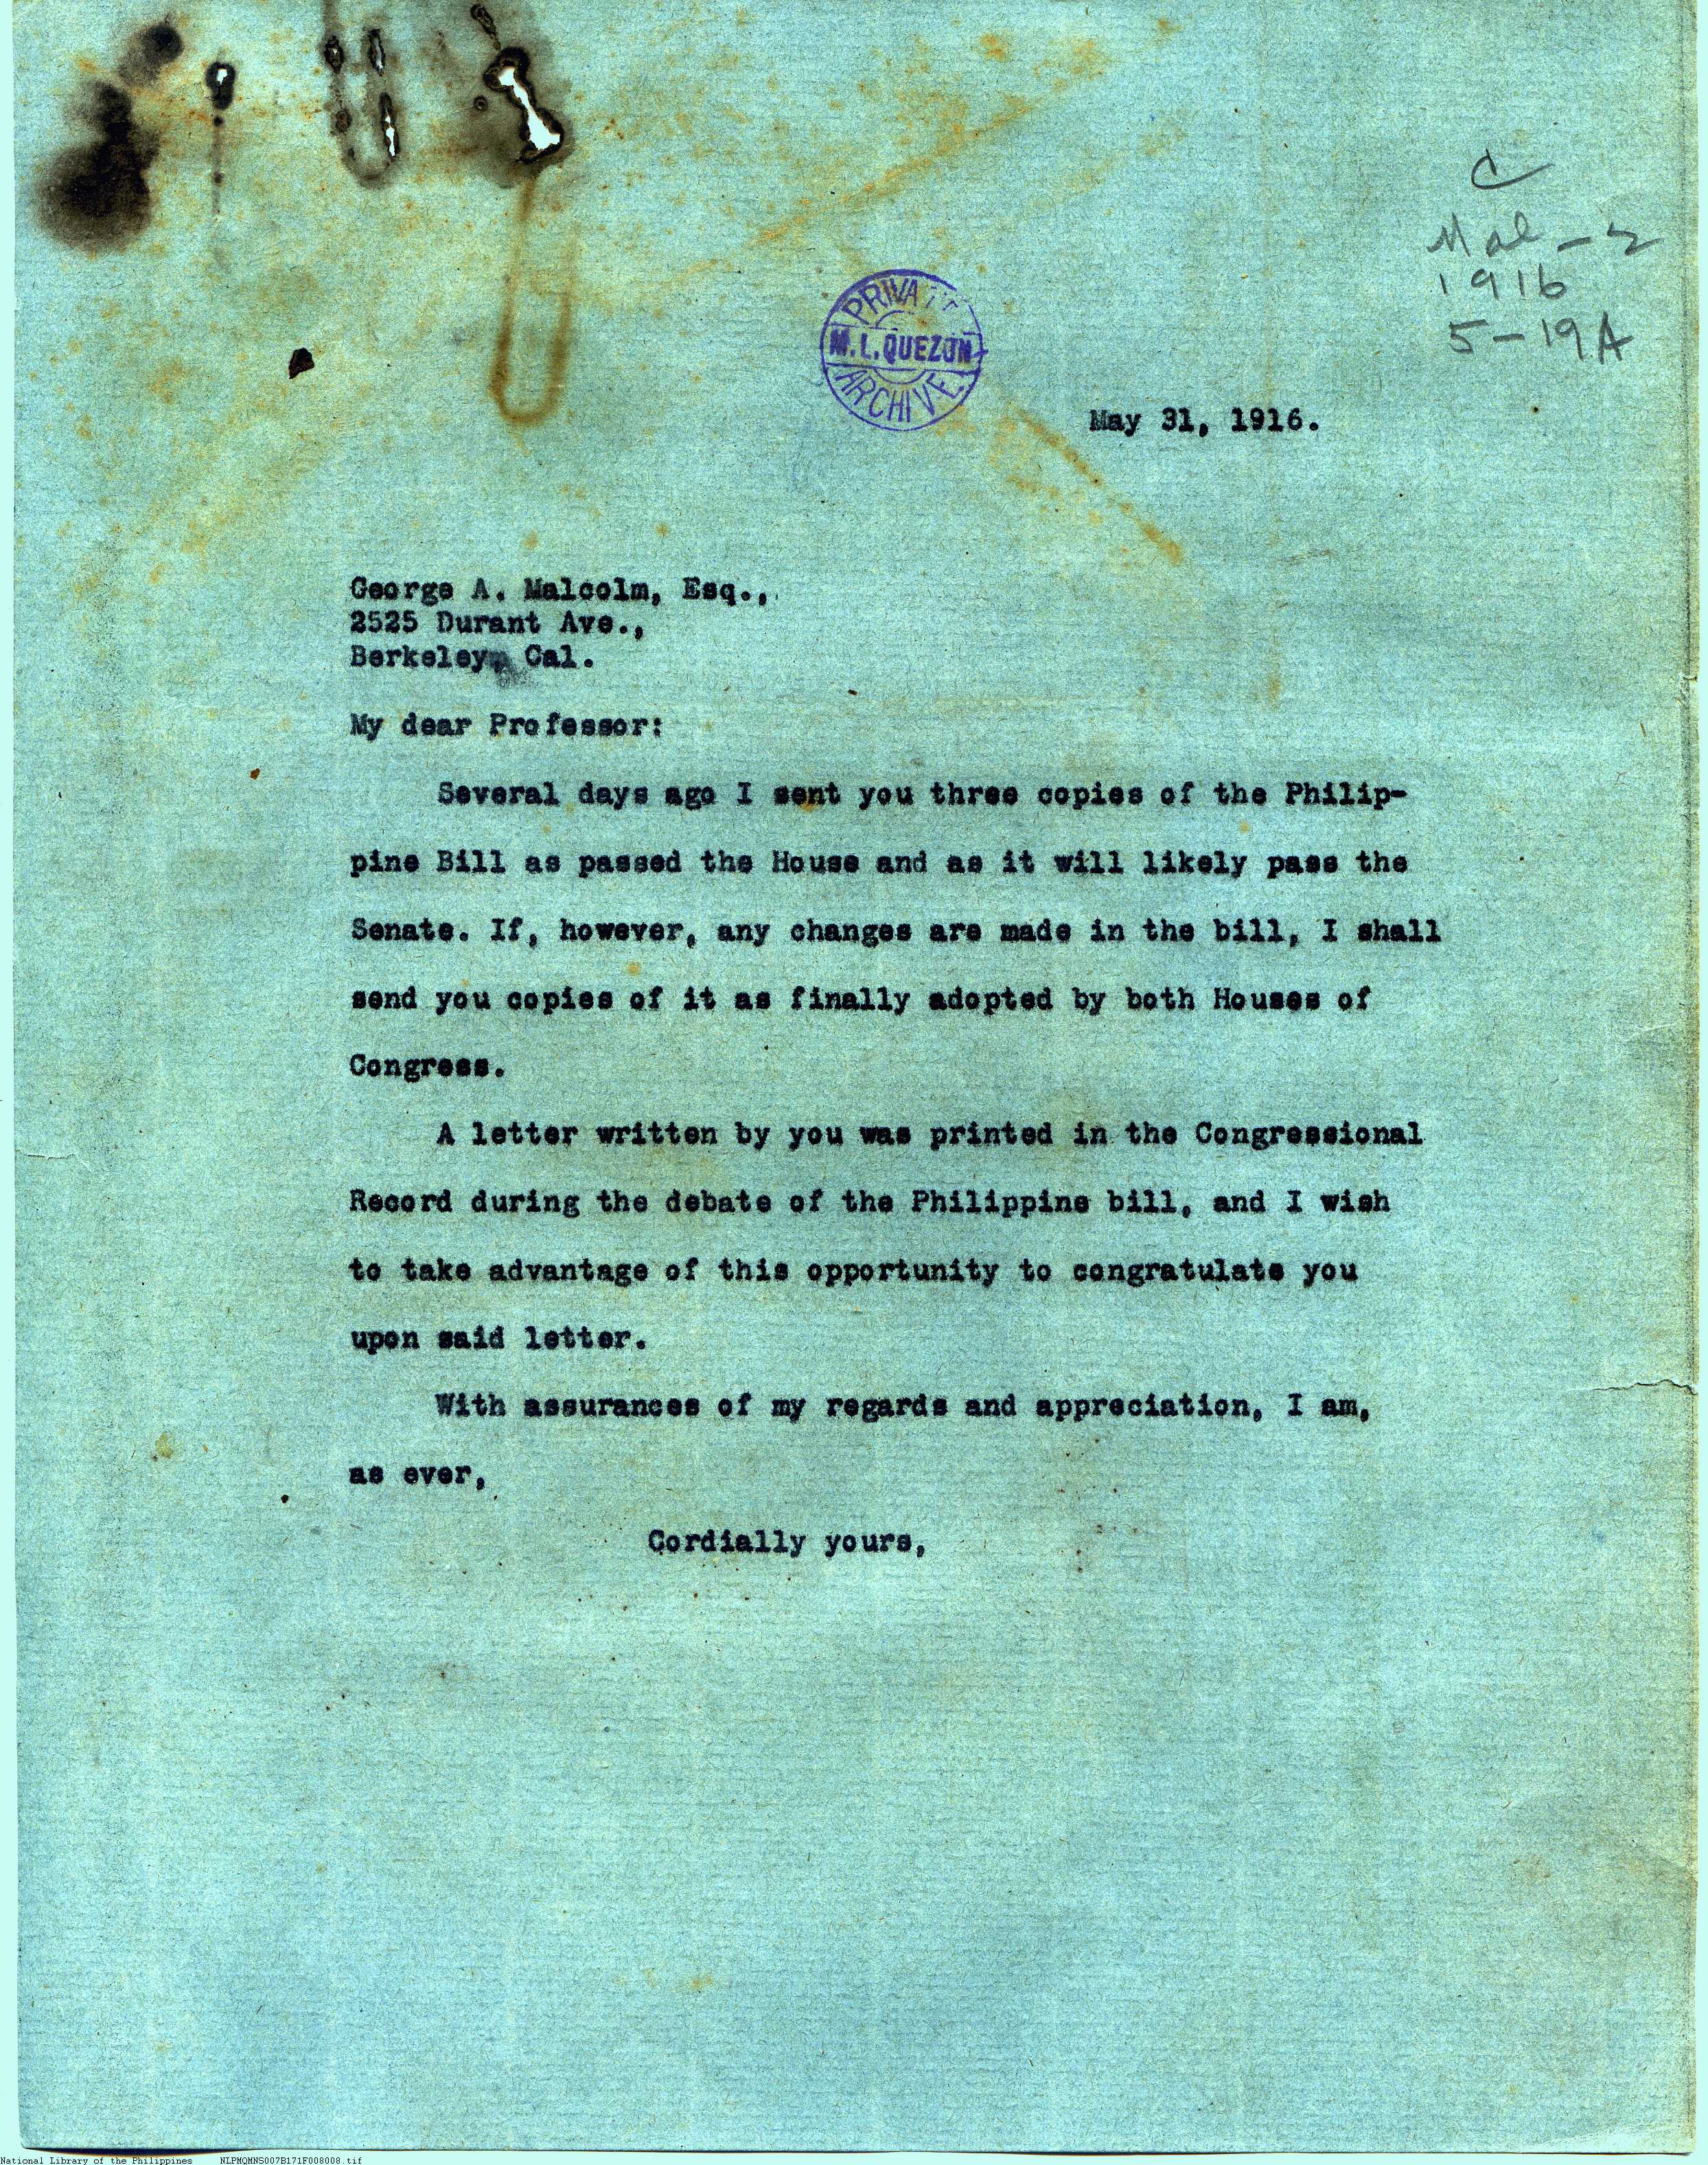 C
Mal-2
1916
5-19A
PRIVATE
M.L.QUEZON
ARCHIVE
May 31, 1916.
George A. Malcolm, Esq.,
2525 Durant Ave.,
Berkeley, Cal.
My dear Professor:
Several days ago I sent you three copies of the Philip-
pine Bill as passed the House and as it will likely pass the
Senate. If, however, any changes are made in the bill, I shall
send you copies of it as finally adopted by both Houses of
Congress.
A letter written by you was printed in the Congressional
Record during the debate of the Philippine bill, and I wish
to take advantage of this opportunity to congratulate you
upon said letter.
With assurances of my regards and appreciation, I am,
as ever,
Cordially yours,
National Library of the Philippines NLPMQMNS007B171F008008.tif